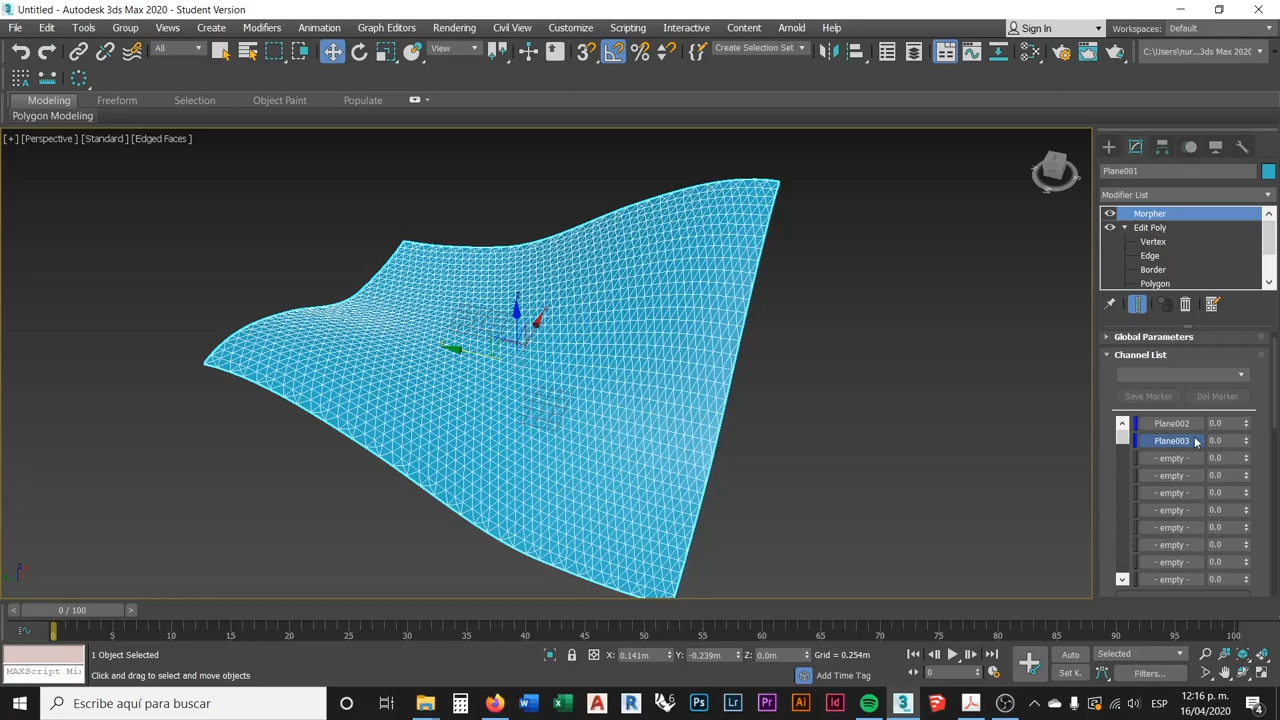 Untitled - Autodesk 3ds Max 2020 - Student Version
File Edit Tools Group Views Create Modifiers Animation Graph Editors Rendering Civil View Customize Scripting Interactive Content Arnold Help Sign In Workspaces: Default
All View Create Selection Set C:\Users\nur...3ds Max 2020
Modeling Freeform Selection Object Paint Populate
Polygon Modeling
[+] [Perspective] [Standard] [Edged Faces]
Plane001
Modifier List
Morpher
Edit Poly
Vertex
Edge
Border
Polygon
Global Parameters
Channel List
Save Marker Del Marker
Plane002 0.0
Plane003 0.0
- empty - 0.0
- empty - 0.0
- empty - 0.0
- empty - 0.0
- empty - 0.0
- empty - 0.0
- empty - 0.0
- empty - 0.0
< 0 / 100 >
0 5 10 15 20 25 30 35 40 45 50 55 60 65 70 75 80 85 90 95 100
1 Object Selected X: 0.141m Y: -0.239m Z: 0.0m Grid = 0.254m Auto Selected
MAXScript Mi Click and drag to select and move objects Add Time Tag 0 Set K. Filters...
Escribe aquí para buscar ESP 12:16 p. m.
16/04/2020